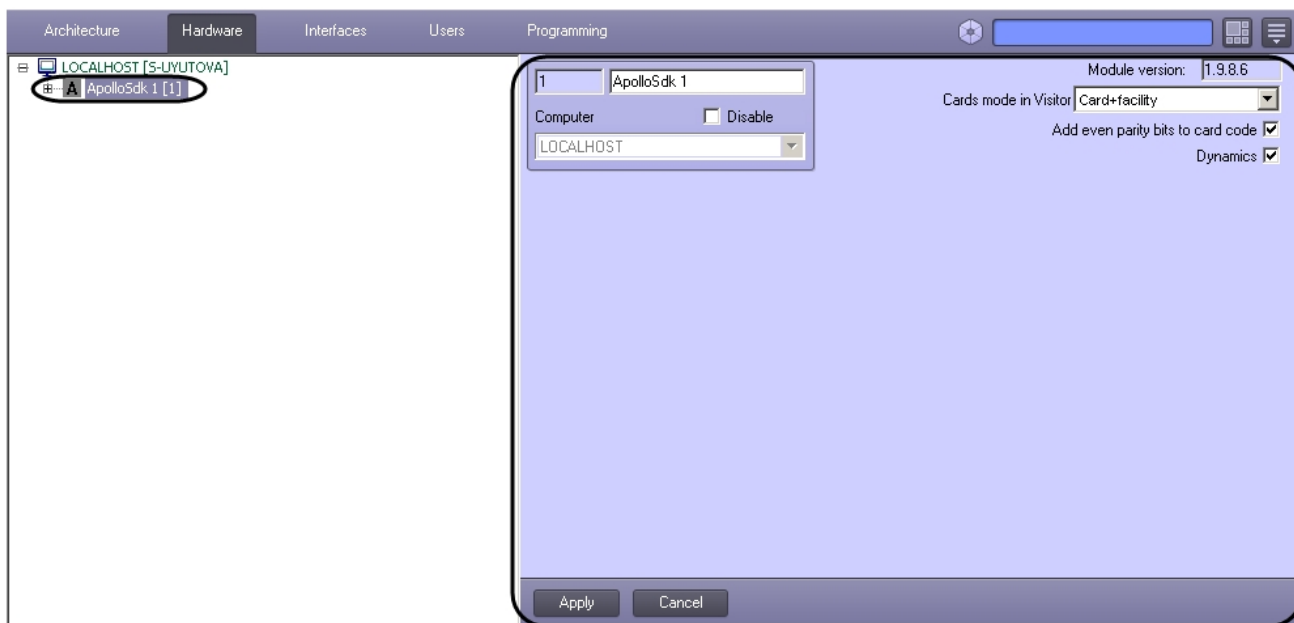 Architecture Hardware Interfaces Users Programming
LOCALHOST [S-UYUTOVA]
A ApolloSdk 1 [1]
1 ApolloSdk 1
Computer Disable
LOCALHOST
Module version: 1.9.8.6
Cards mode in Visitor Card+facility
Add even parity bits to card code
Dynamics
Apply Cancel